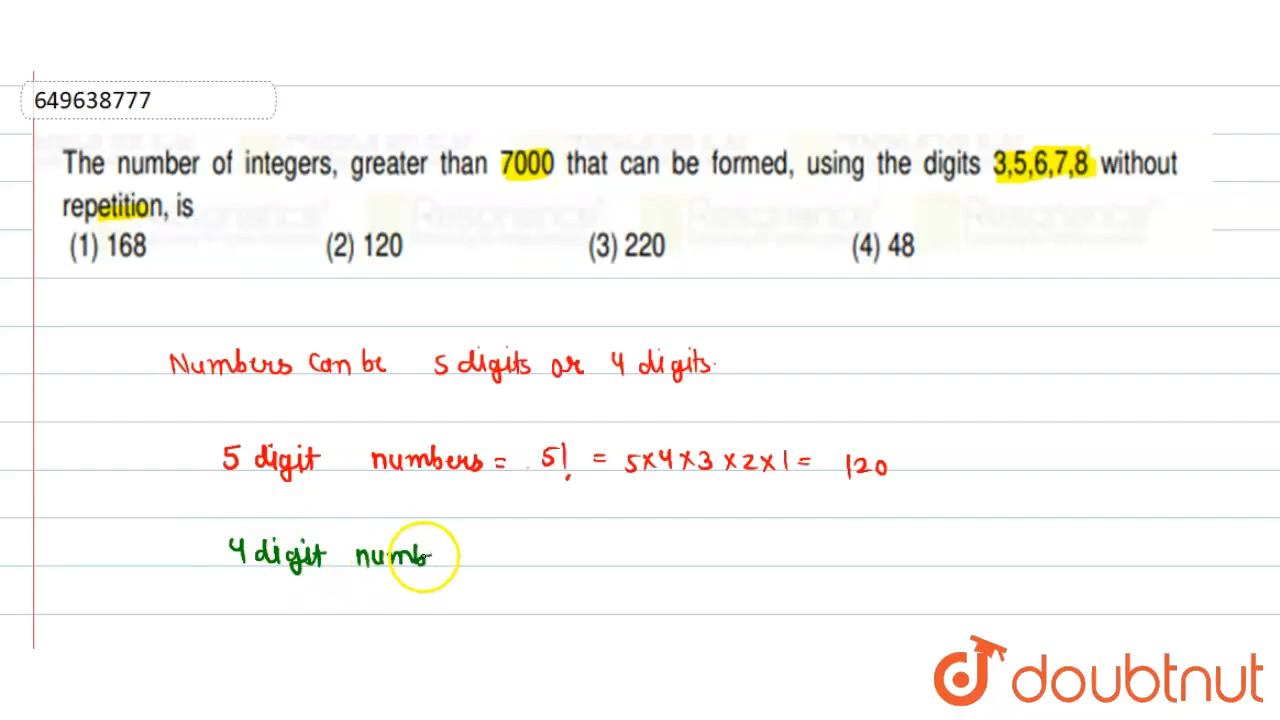 649638777
The number of integers, greater than 7000 that can be formed, using the digits 3,5,6,7,8 without
repetition, is
(1) 168 (2) 120 (3) 220 (4) 48
Numbers can be 5 digits or 4 digits.
5 digit numbers = 5! = 5×4×3×2×1 = 120
4 digit numb
doubtnut